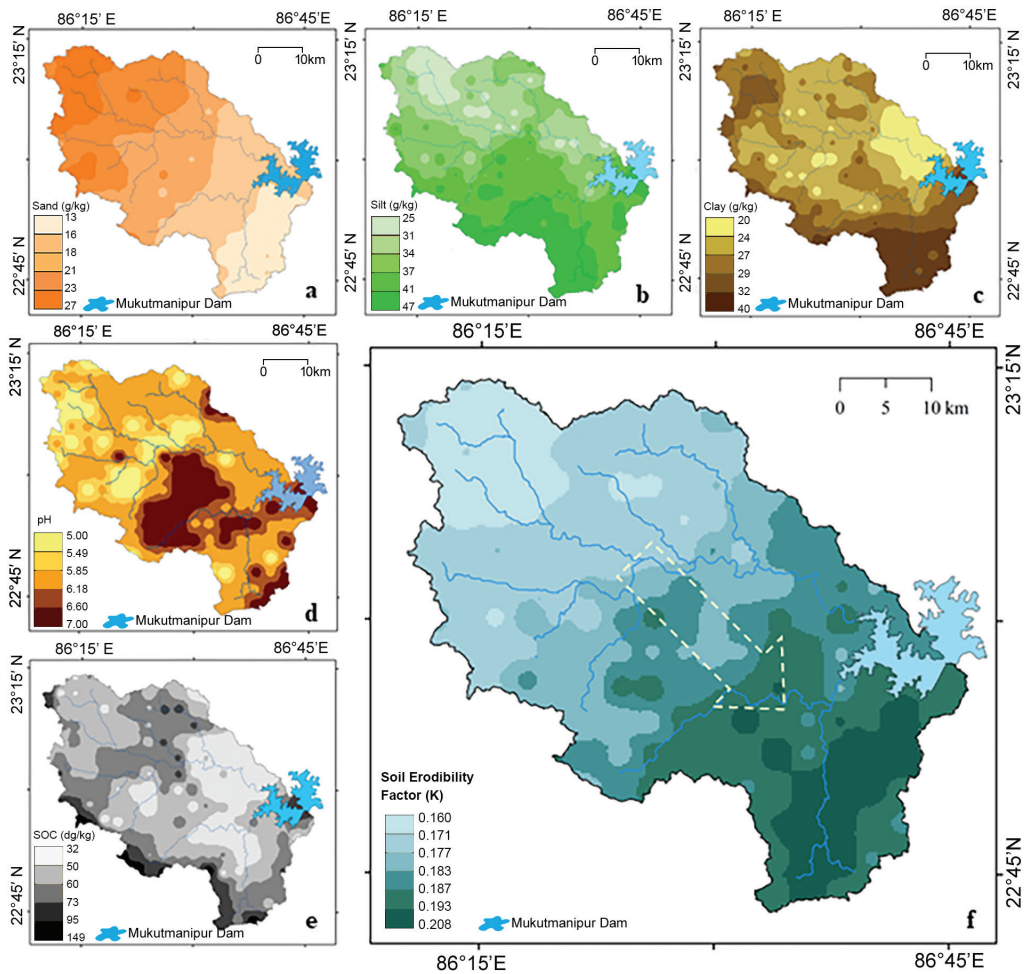 86°15’ E
86°45’ E
23°15’ N
0 10km
Sand (g/kg)
13
16
18
21
23
27
Mukutmanipur Dam
a
22°45’ N
86°15’ E
86°45’ E
0 10km
Silt (g/kg)
25
31
34
37
41
47
Mukutmanipur Dam
b
86°15’ E
86°45’ E
23°15’ N
0 10km
Clay (g/kg)
20
24
27
29
32
40
Mukutmanipur Dam
c
22°45’ N
86°15’ E
86°45’ E
23°15’ N
0 10km
pH
5.00
5.49
5.85
6.18
6.60
7.00
Mukutmanipur Dam
d
22°45’ N
86°15’ E
86°45’ E
23°15’ N
SOC (dg/kg)
32
50
60
73
95
149
Mukutmanipur Dam
e
22°45’ N
86°15’E
86°45’E
23°15’ N
0 5 10 km
Soil Erodibility
Factor (K)
0.160
0.171
0.177
0.183
0.187
0.193
0.208
Mukutmanipur Dam
f
22°45’ N
86°15’E
86°45’E